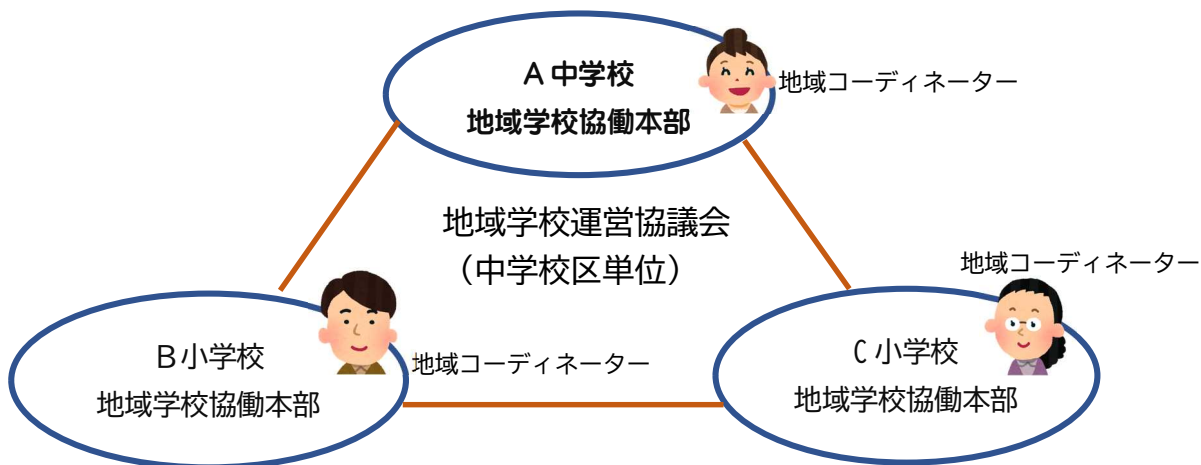 A中学校
地域学校協働本部
地域コーディネーター
地域学校運営協議会
(中学校区単位)
地域コーディネーター
B小学校
地域学校協働本部
地域コーディネーター
C小学校
地域学校協働本部